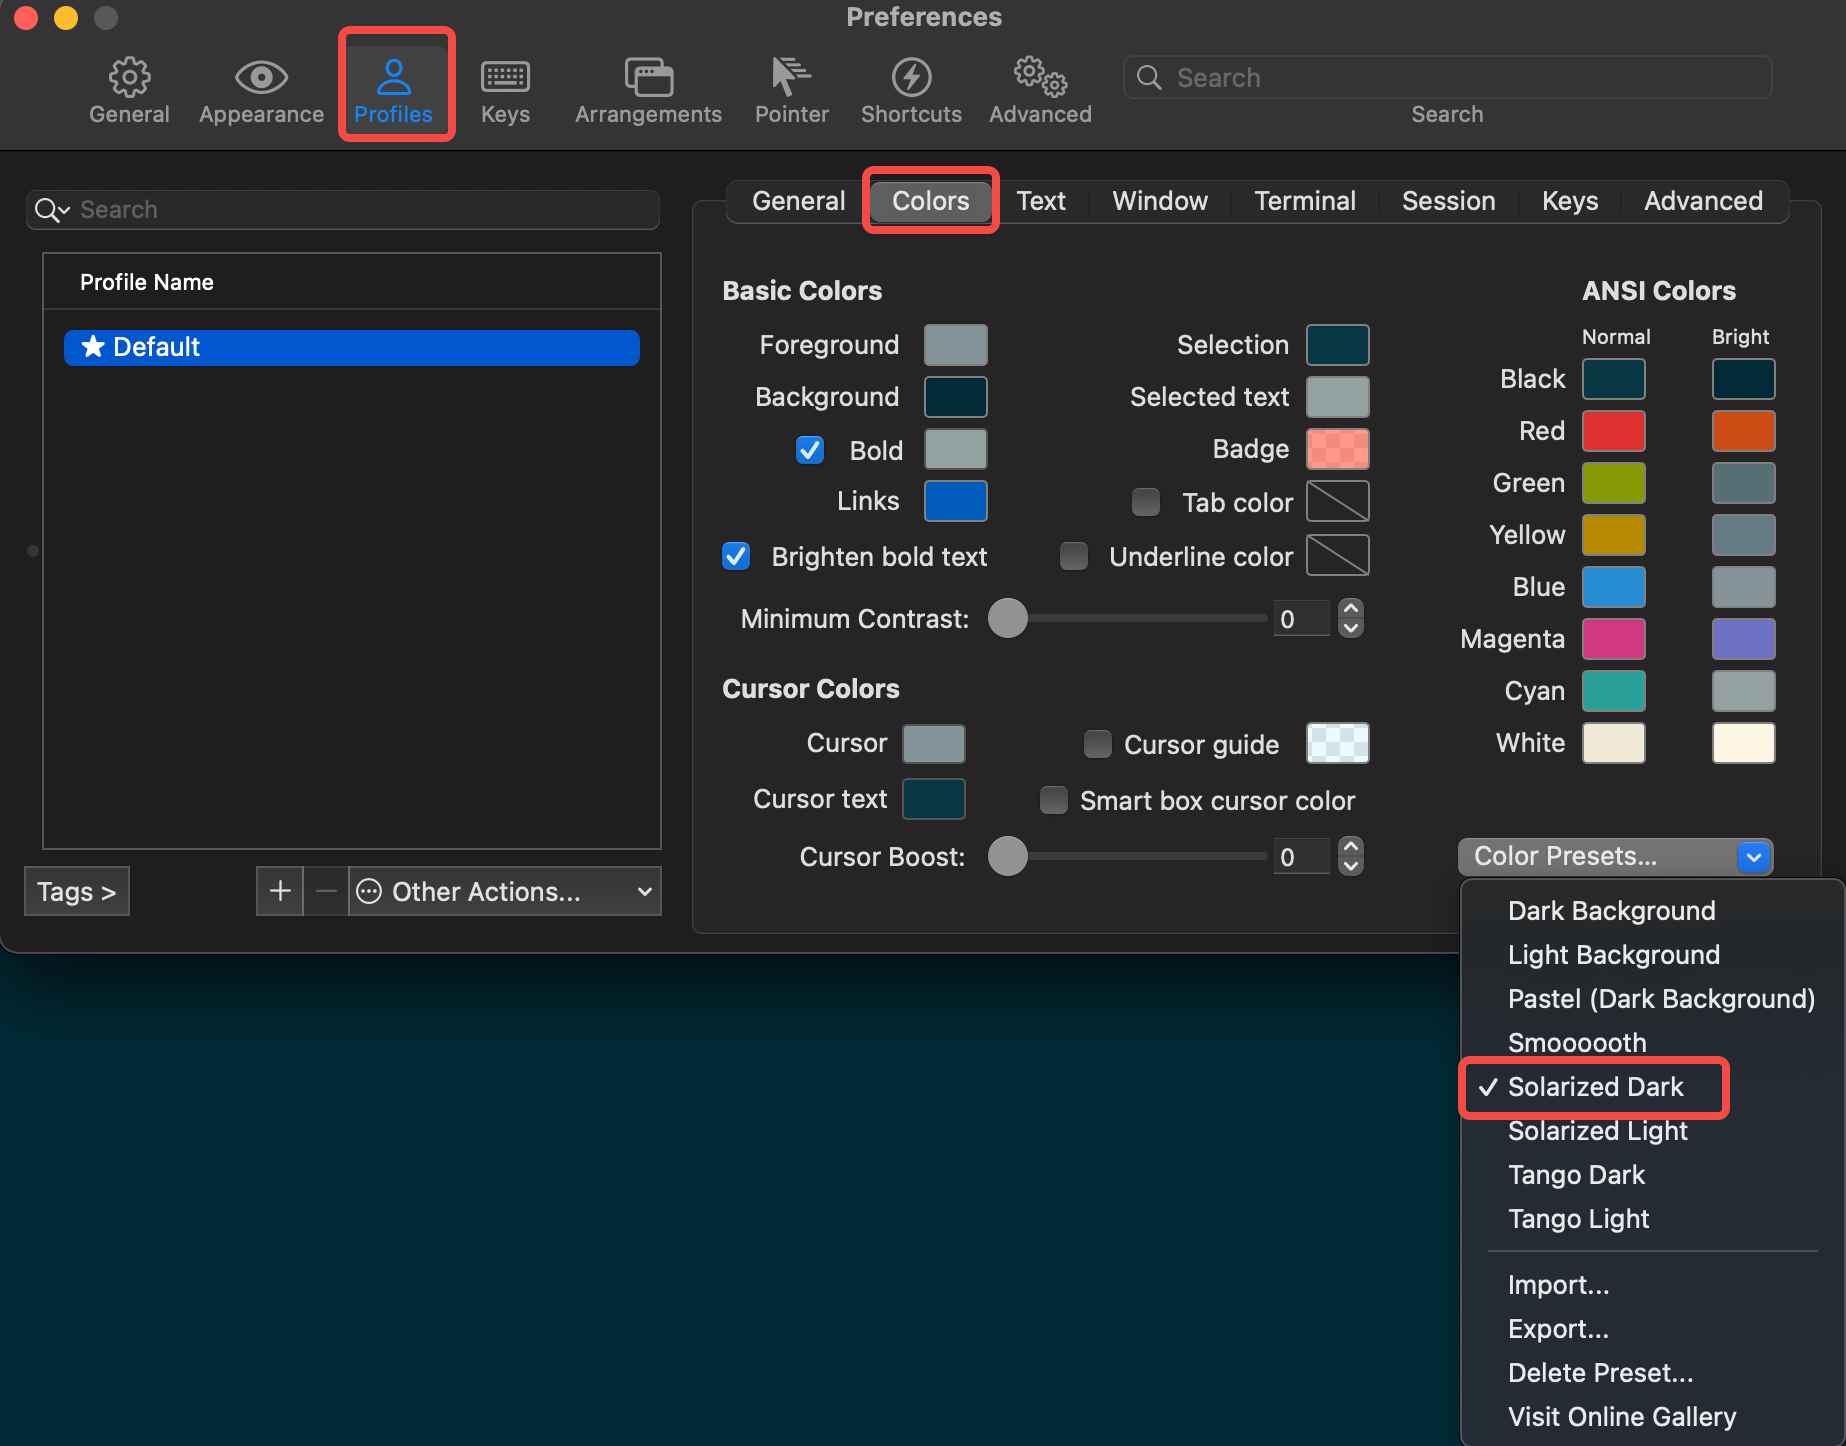 Preferences
General
Appearance
Profiles
Keys
Arrangements
Pointer
Shortcuts
Advanced
Search
Search
Search
Profile Name
Default
Tags >
Other Actions...
General Colors Text Window Terminal Session Keys Advanced
Basic Colors
Foreground
Background
Bold
Links
Brighten bold text
Selection
Selected text
Badge
Tab color
Underline color
Minimum Contrast: 0
Cursor Colors
Cursor
Cursor text
Cursor guide
Smart box cursor color
Cursor Boost: 0
ANSI Colors
Normal Bright
Black
Red
Green
Yellow
Blue
Magenta
Cyan
White
Color Presets...
Dark Background
Light Background
Pastel (Dark Background)
Smoooooth
Solarized Dark
Solarized Light
Tango Dark
Tango Light
Import...
Export...
Delete Preset...
Visit Online Gallery